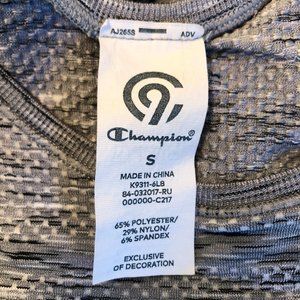 AJ265S ADV
C9
Champion®
S
MADE IN CHINA
K9311-6L8
84-032017-RU
000000-C217
65% POLYESTER/
29% NYLON/
6% SPANDEX
EXCLUSIVE
OF DECORATION